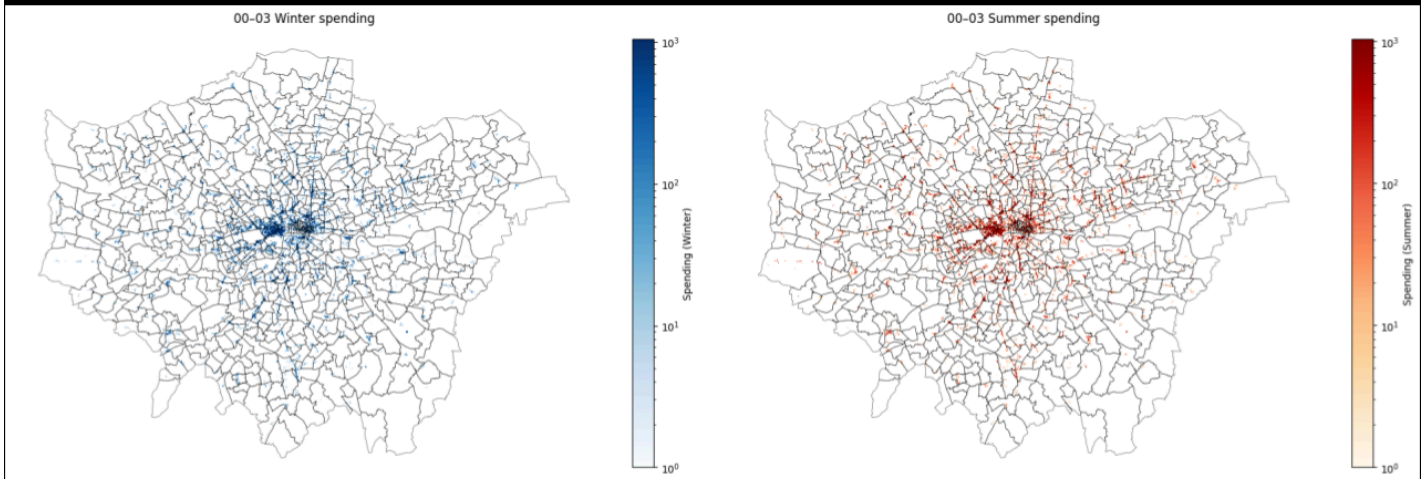 00–03 Winter spending
10³
10²
10¹
10⁰
Spending (Winter)
00–03 Summer spending
10³
10²
10¹
10⁰
Spending (Summer)